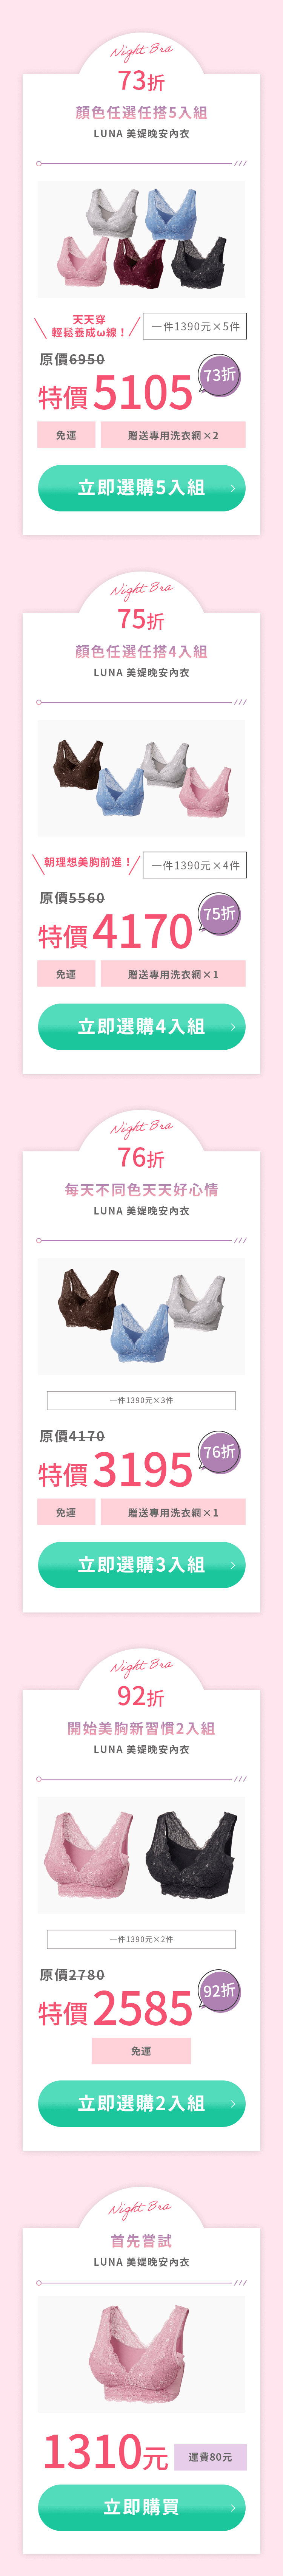 Night Bra
73折
顏色任選任搭5入組
LUNA 美媞晚安內衣
天天穿
輕鬆養成ω線！
一件1390元×5件
原價6950
73折
特價5105
免運
贈送專用洗衣網×2
立即選購5入組
Night Bra
75折
顏色任選任搭4入組
LUNA 美媞晚安內衣
朝理想美胸前進！
一件1390元×4件
原價5560
75折
特價4170
免運
贈送專用洗衣網×1
立即選購4入組
Night Bra
76折
每天不同色天天好心情
LUNA 美媞晚安內衣
一件1390元×3件
原價4170
76折
特價3195
免運
贈送專用洗衣網×1
立即選購3入組
Night Bra
92折
開始美胸新習慣2入組
LUNA 美媞晚安內衣
一件1390元×2件
原價2780
92折
特價2585
免運
立即選購2入組
Night Bra
首先嘗試
LUNA 美媞晚安內衣
1310元
運費80元
立即購買